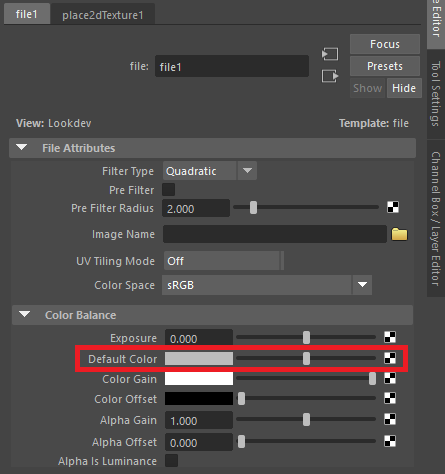 file1 place2dTexture1
Focus
file: file1 Presets
Show Hide
View: Lookdev Template: file
File Attributes
Filter Type Quadratic
Pre Filter
Pre Filter Radius 2.000
Image Name
UV Tiling Mode Off
Color Space sRGB
Color Balance
Exposure 0.000
Default Color
Color Gain
Color Offset
Alpha Gain 1.000
Alpha Offset 0.000
Alpha Is Luminance
Editor
Tool Settings
Channel Box / Layer Editor